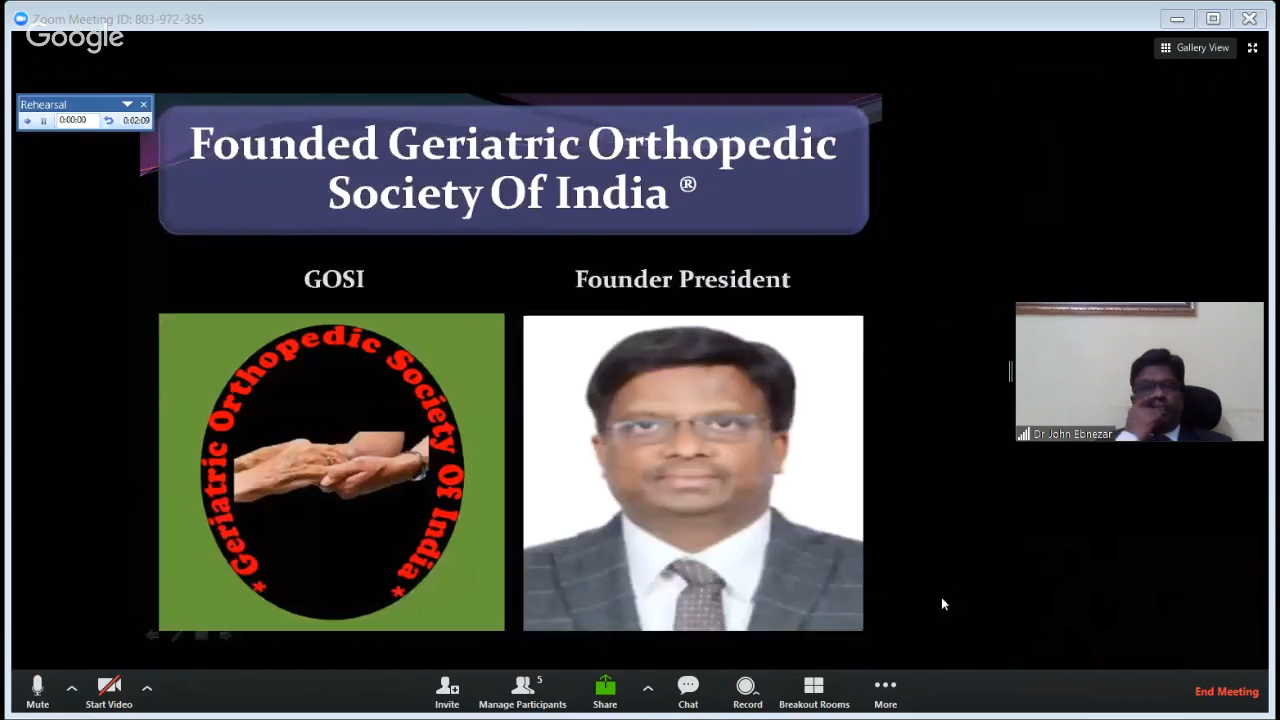 Zoom Meeting ID: 803-972-355
Google
Gallery View
Rehearsal
0:00:00
0:02:09
Founded Geriatric Orthopedic
Society Of India ®
GOSI
Founder President
* Geriatric Orthopedic Society Of India *
Dr John Ebnezar
Mute
Start Video
Invite
5
Manage Participants
Share
Chat
Record
Breakout Rooms
More
End Meeting